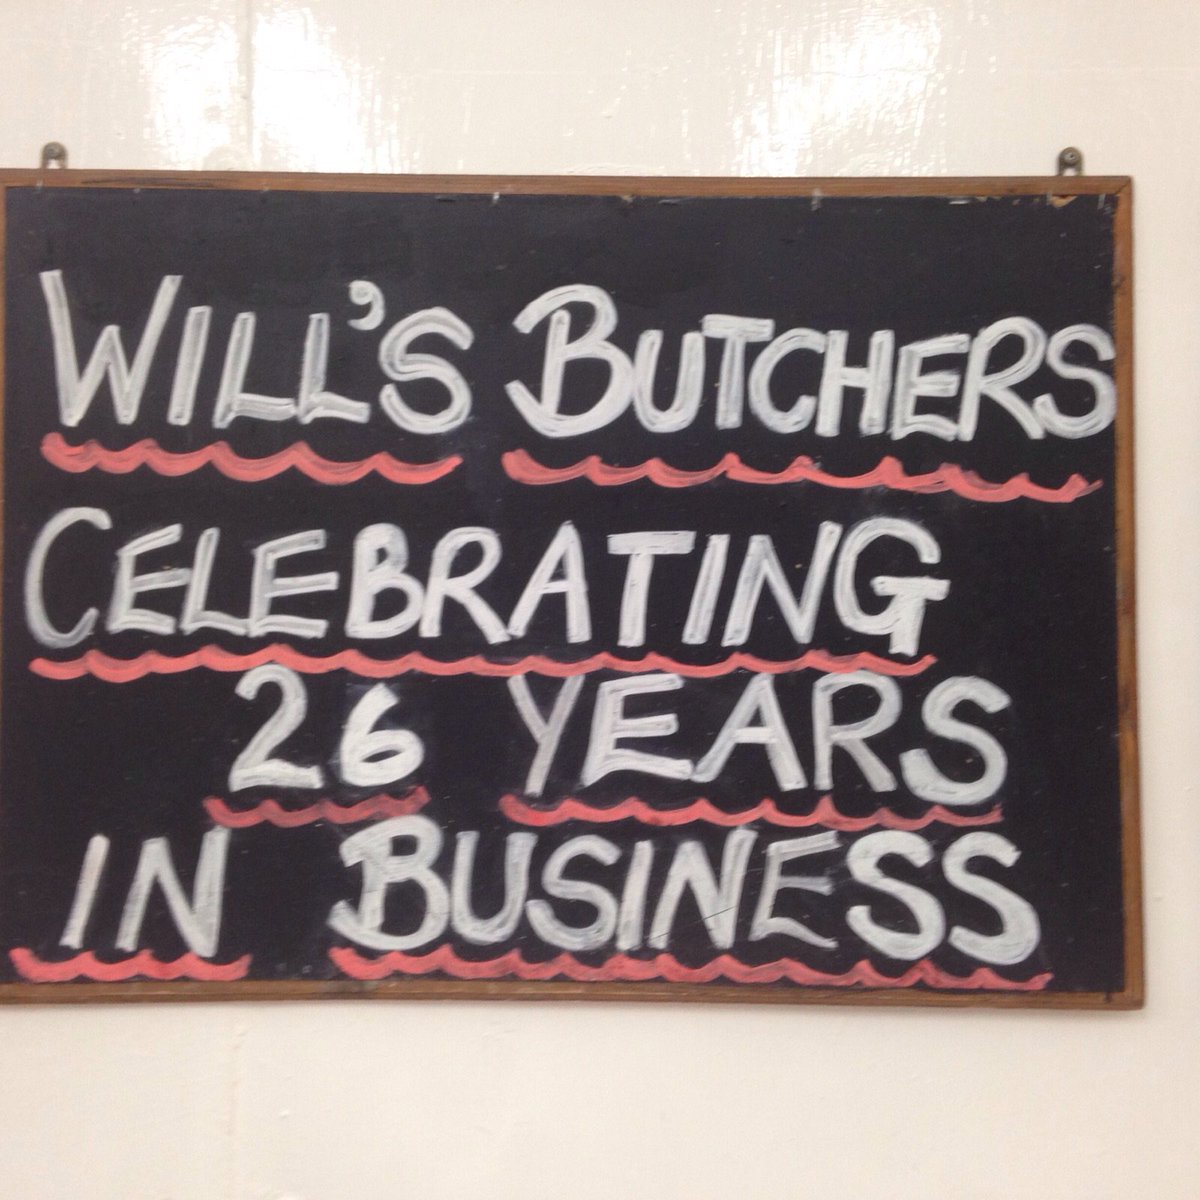 WILL'S BUTCHERS
CELEBRATING
26 YEARS
IN BUSINESS